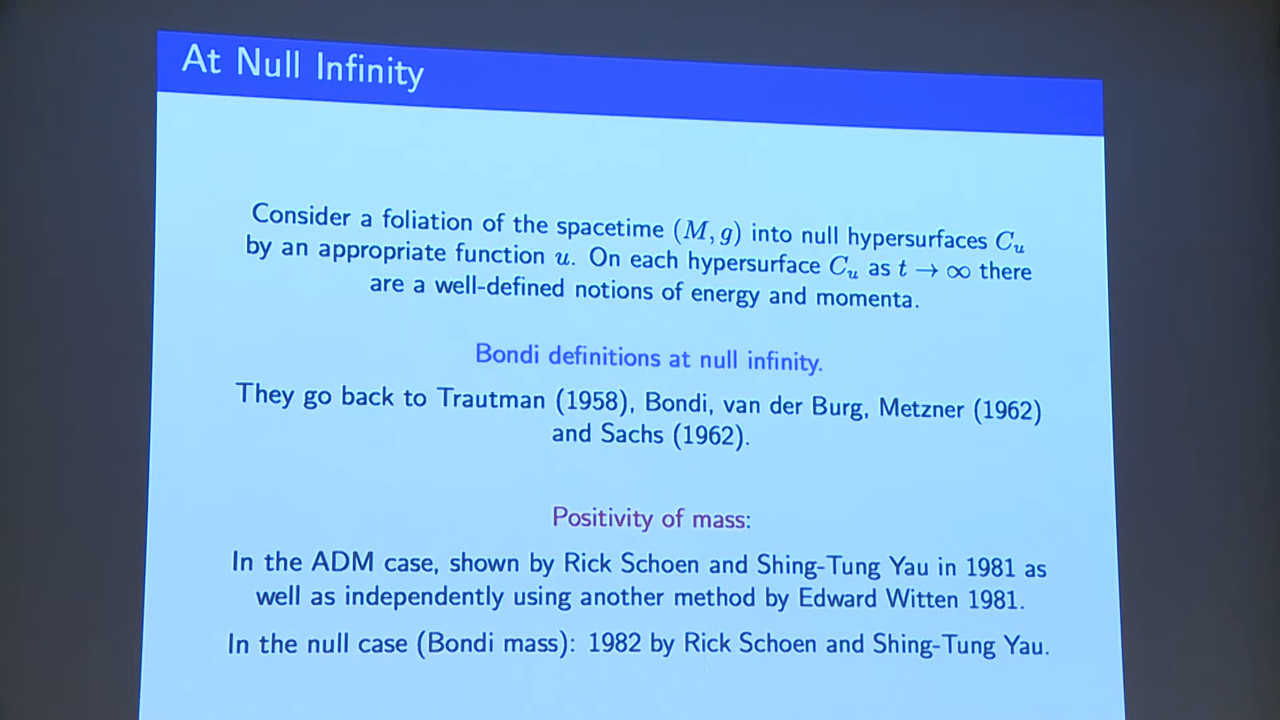 At Null Infinity
Consider a foliation of the spacetime (M, g) into null hypersurfaces C_u
by an appropriate function u. On each hypersurface C_u as t → ∞ there
are a well-defined notions of energy and momenta.
Bondi definitions at null infinity.
They go back to Trautman (1958), Bondi, van der Burg, Metzner (1962)
and Sachs (1962).
Positivity of mass:
In the ADM case, shown by Rick Schoen and Shing-Tung Yau in 1981 as
well as independently using another method by Edward Witten 1981.
In the null case (Bondi mass): 1982 by Rick Schoen and Shing-Tung Yau.